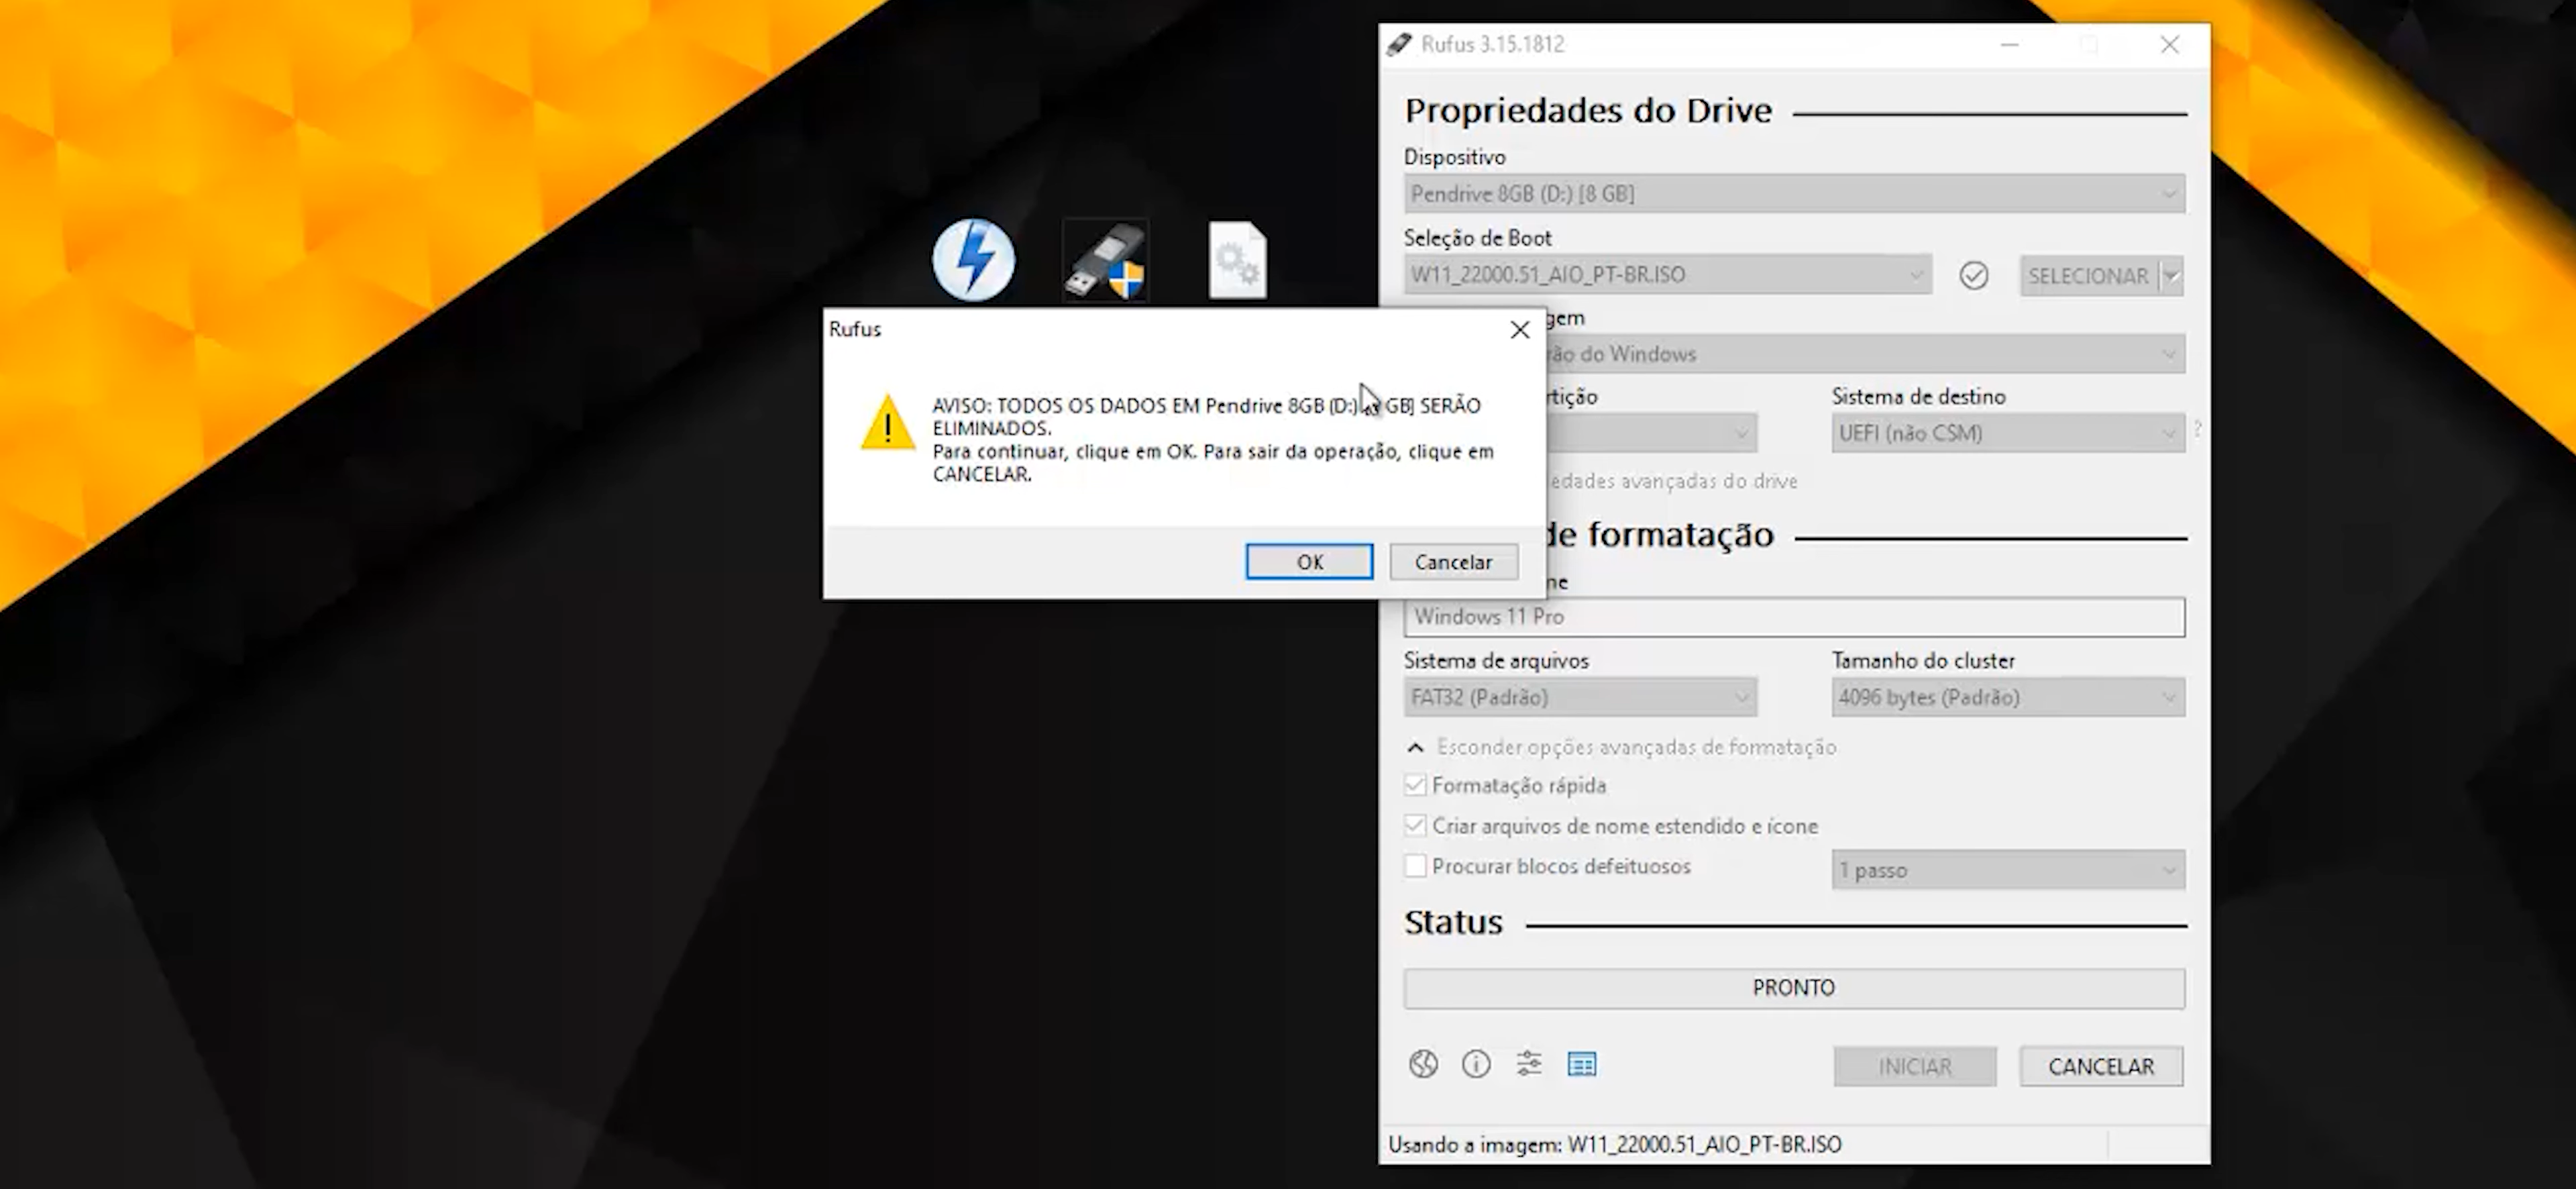 Rufus 3.15.1812
Propriedades do Drive
Dispositivo
Pendrive 8GB (D:) [8 GB]
Seleção de Boot
W11_22000.51_AIO_PT-BR.ISO
SELECIONAR
gem
rão do Windows
rtição
Sistema de destino
UEFI (não CSM)
?
edades avançadas do drive
Rufus
AVISO: TODOS OS DADOS EM Pendrive 8GB (D:) GB] SERÃO
ELIMINADOS.
Para continuar, clique em OK. Para sair da operação, clique em
CANCELAR.
OK
Cancelar
de formatação
me
Windows 11 Pro
Sistema de arquivos
Tamanho do cluster
FAT32 (Padrão)
4096 bytes (Padrão)
Esconder opções avançadas de formatação
Formatação rápida
Criar arquivos de nome estendido e ícone
Procurar blocos defeituosos
1 passo
Status
PRONTO
INICIAR
CANCELAR
Usando a imagem: W11_22000.51_AIO_PT-BR.ISO